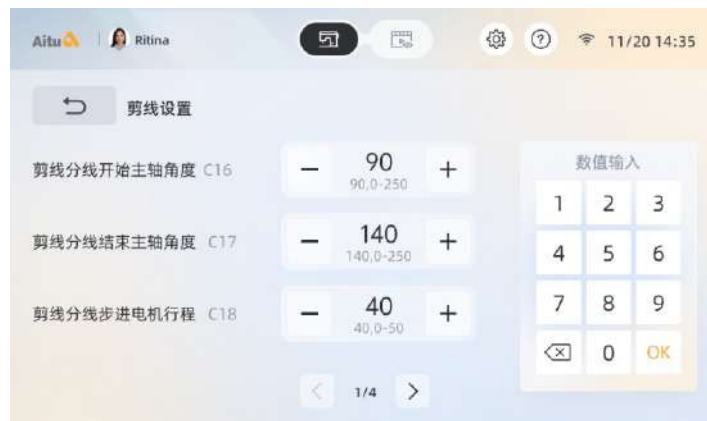 Aitu
Ritina
11/20 14:35
剪线设置
剪线分线开始主轴角度 C16
90
90,0-250
剪线分线结束主轴角度 C17
140
140,0-250
剪线分线步进电机行程 C18
40
40,0-50
1/4
数值输入
1 2 3
4 5 6
7 8 9
0 OK